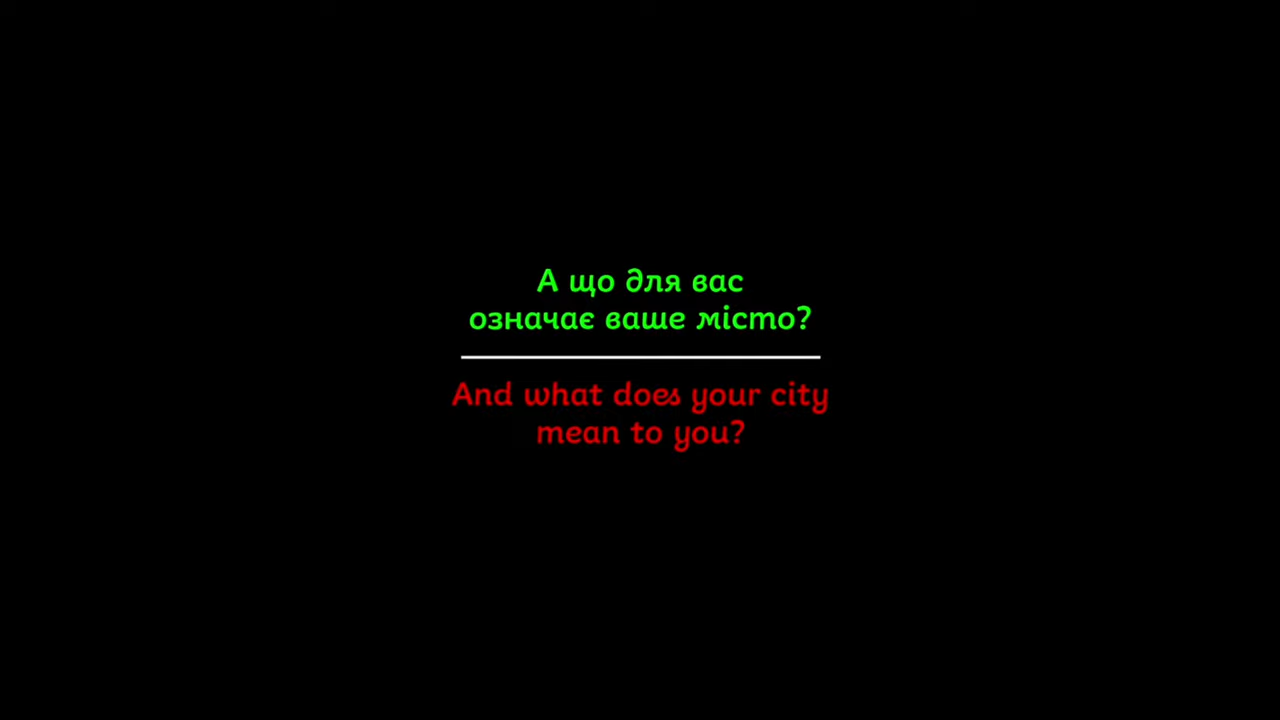 А що для вас
означає ваше місто?
And what does your city
mean to you?